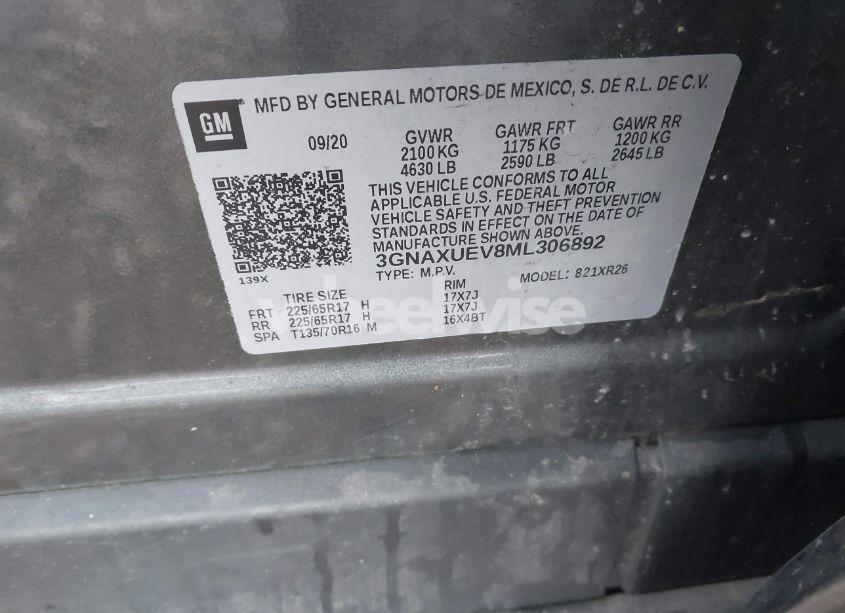 GM
MFD BY GENERAL MOTORS DE MEXICO, S. DE R.L. DE C.V.
09/20
GVWR
2100 KG
4630 LB
GAWR FRT
1175 KG
2590 LB
GAWR RR
1200 KG
2645 LB
THIS VEHICLE CONFORMS TO ALL
APPLICABLE U.S. FEDERAL MOTOR
VEHICLE SAFETY AND THEFT PREVENTION
STANDARDS IN EFFECT ON THE DATE OF
MANUFACTURE SHOWN ABOVE.
3GNAXUEV8ML306892
TYPE: M.P.V.
MODEL: 821XR26
139X
TIRE SIZE RIM
FRT 225/65R17 H 17X7J
RR 225/65R17 H 17X7J
SPA T135/70R16 M 16X4BT
wheelwise